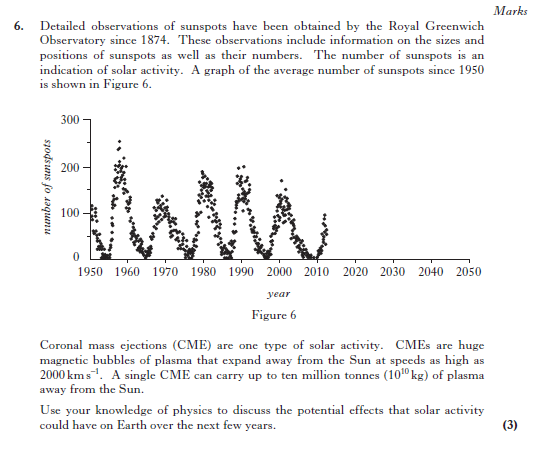 Marks
6. Detailed observations of sunspots have been obtained by the Royal Greenwich
Observatory since 1874. These observations include information on the sizes and
positions of sunspots as well as their numbers. The number of sunspots is an
indication of solar activity. A graph of the average number of sunspots since 1950
is shown in Figure 6.
300
200
100
0
number of sunspots
1950 1960 1970 1980 1990 2000 2010 2020 2030 2040 2050
year
Figure 6
Coronal mass ejections (CME) are one type of solar activity. CMEs are huge
magnetic bubbles of plasma that expand away from the Sun at speeds as high as
2000 km s⁻¹. A single CME can carry up to ten million tonnes (10¹⁰ kg) of plasma
away from the Sun.
Use your knowledge of physics to discuss the potential effects that solar activity
could have on Earth over the next few years. (3)